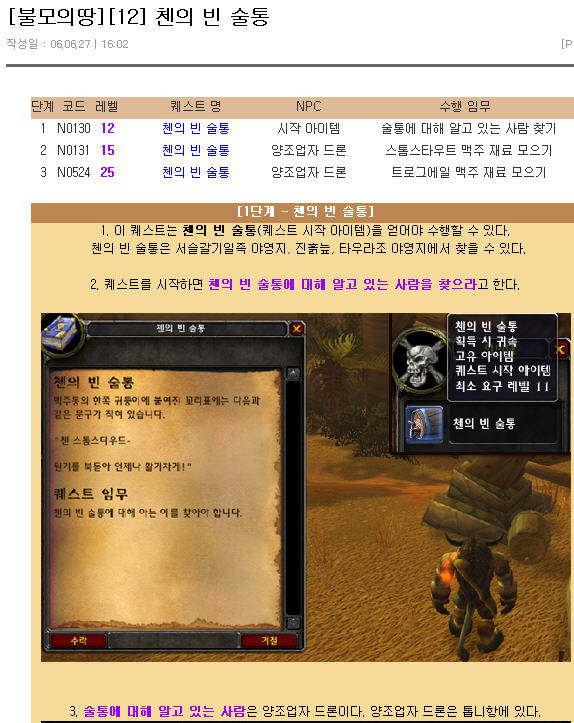 [불모의땅][12] 첸의 빈 술통
작성일 : 06.06.27 | 16:02
[P
단계 코드 레벨 퀘스트 명 NPC 수행 임무
1 N0130 12 첸의 빈 술통 시작 아이템 술통에 대해 알고 있는 사람 찾기
2 N0131 15 첸의 빈 술통 양조업자 드론 스톰스타우트 맥주 재료 모으기
3 N0524 25 첸의 빈 술통 양조업자 드론 트로그에일 맥주 재료 모으기
[1단계 - 첸의 빈 술통]
1. 이 퀘스트는 첸의 빈 술통(퀘스트 시작 아이템)을 얻어야 수행할 수 있다.
첸의 빈 술통은 서슬갈기일족 야영지, 진흙늪, 타우라조 야영지에서 찾을 수 있다.
2. 퀘스트를 시작하면 첸의 빈 술통에 대해 알고 있는 사람을 찾으라고 한다.
첸의 빈 술통
첸의 빈 술통
맥주통의 한쪽 귀퉁이에 붙여진 꼬리표에는 다음과
같은 문구가 적혀 있습니다.
"첸 스톰스타우트-
원기를 북돋아 언제나 활기차게!"
퀘스트 임무
첸의 빈 술통에 대해 아는 이를 찾아야 합니다.
수락
거절
첸의 빈 술통
획득 시 귀속
고유 아이템
퀘스트 시작 아이템
최소 요구 레벨 11
첸의 빈 술통
3. 술통에 대해 알고 있는 사람은 양조업자 드론이다. 양조업자 드론은 톱니항에 있다.